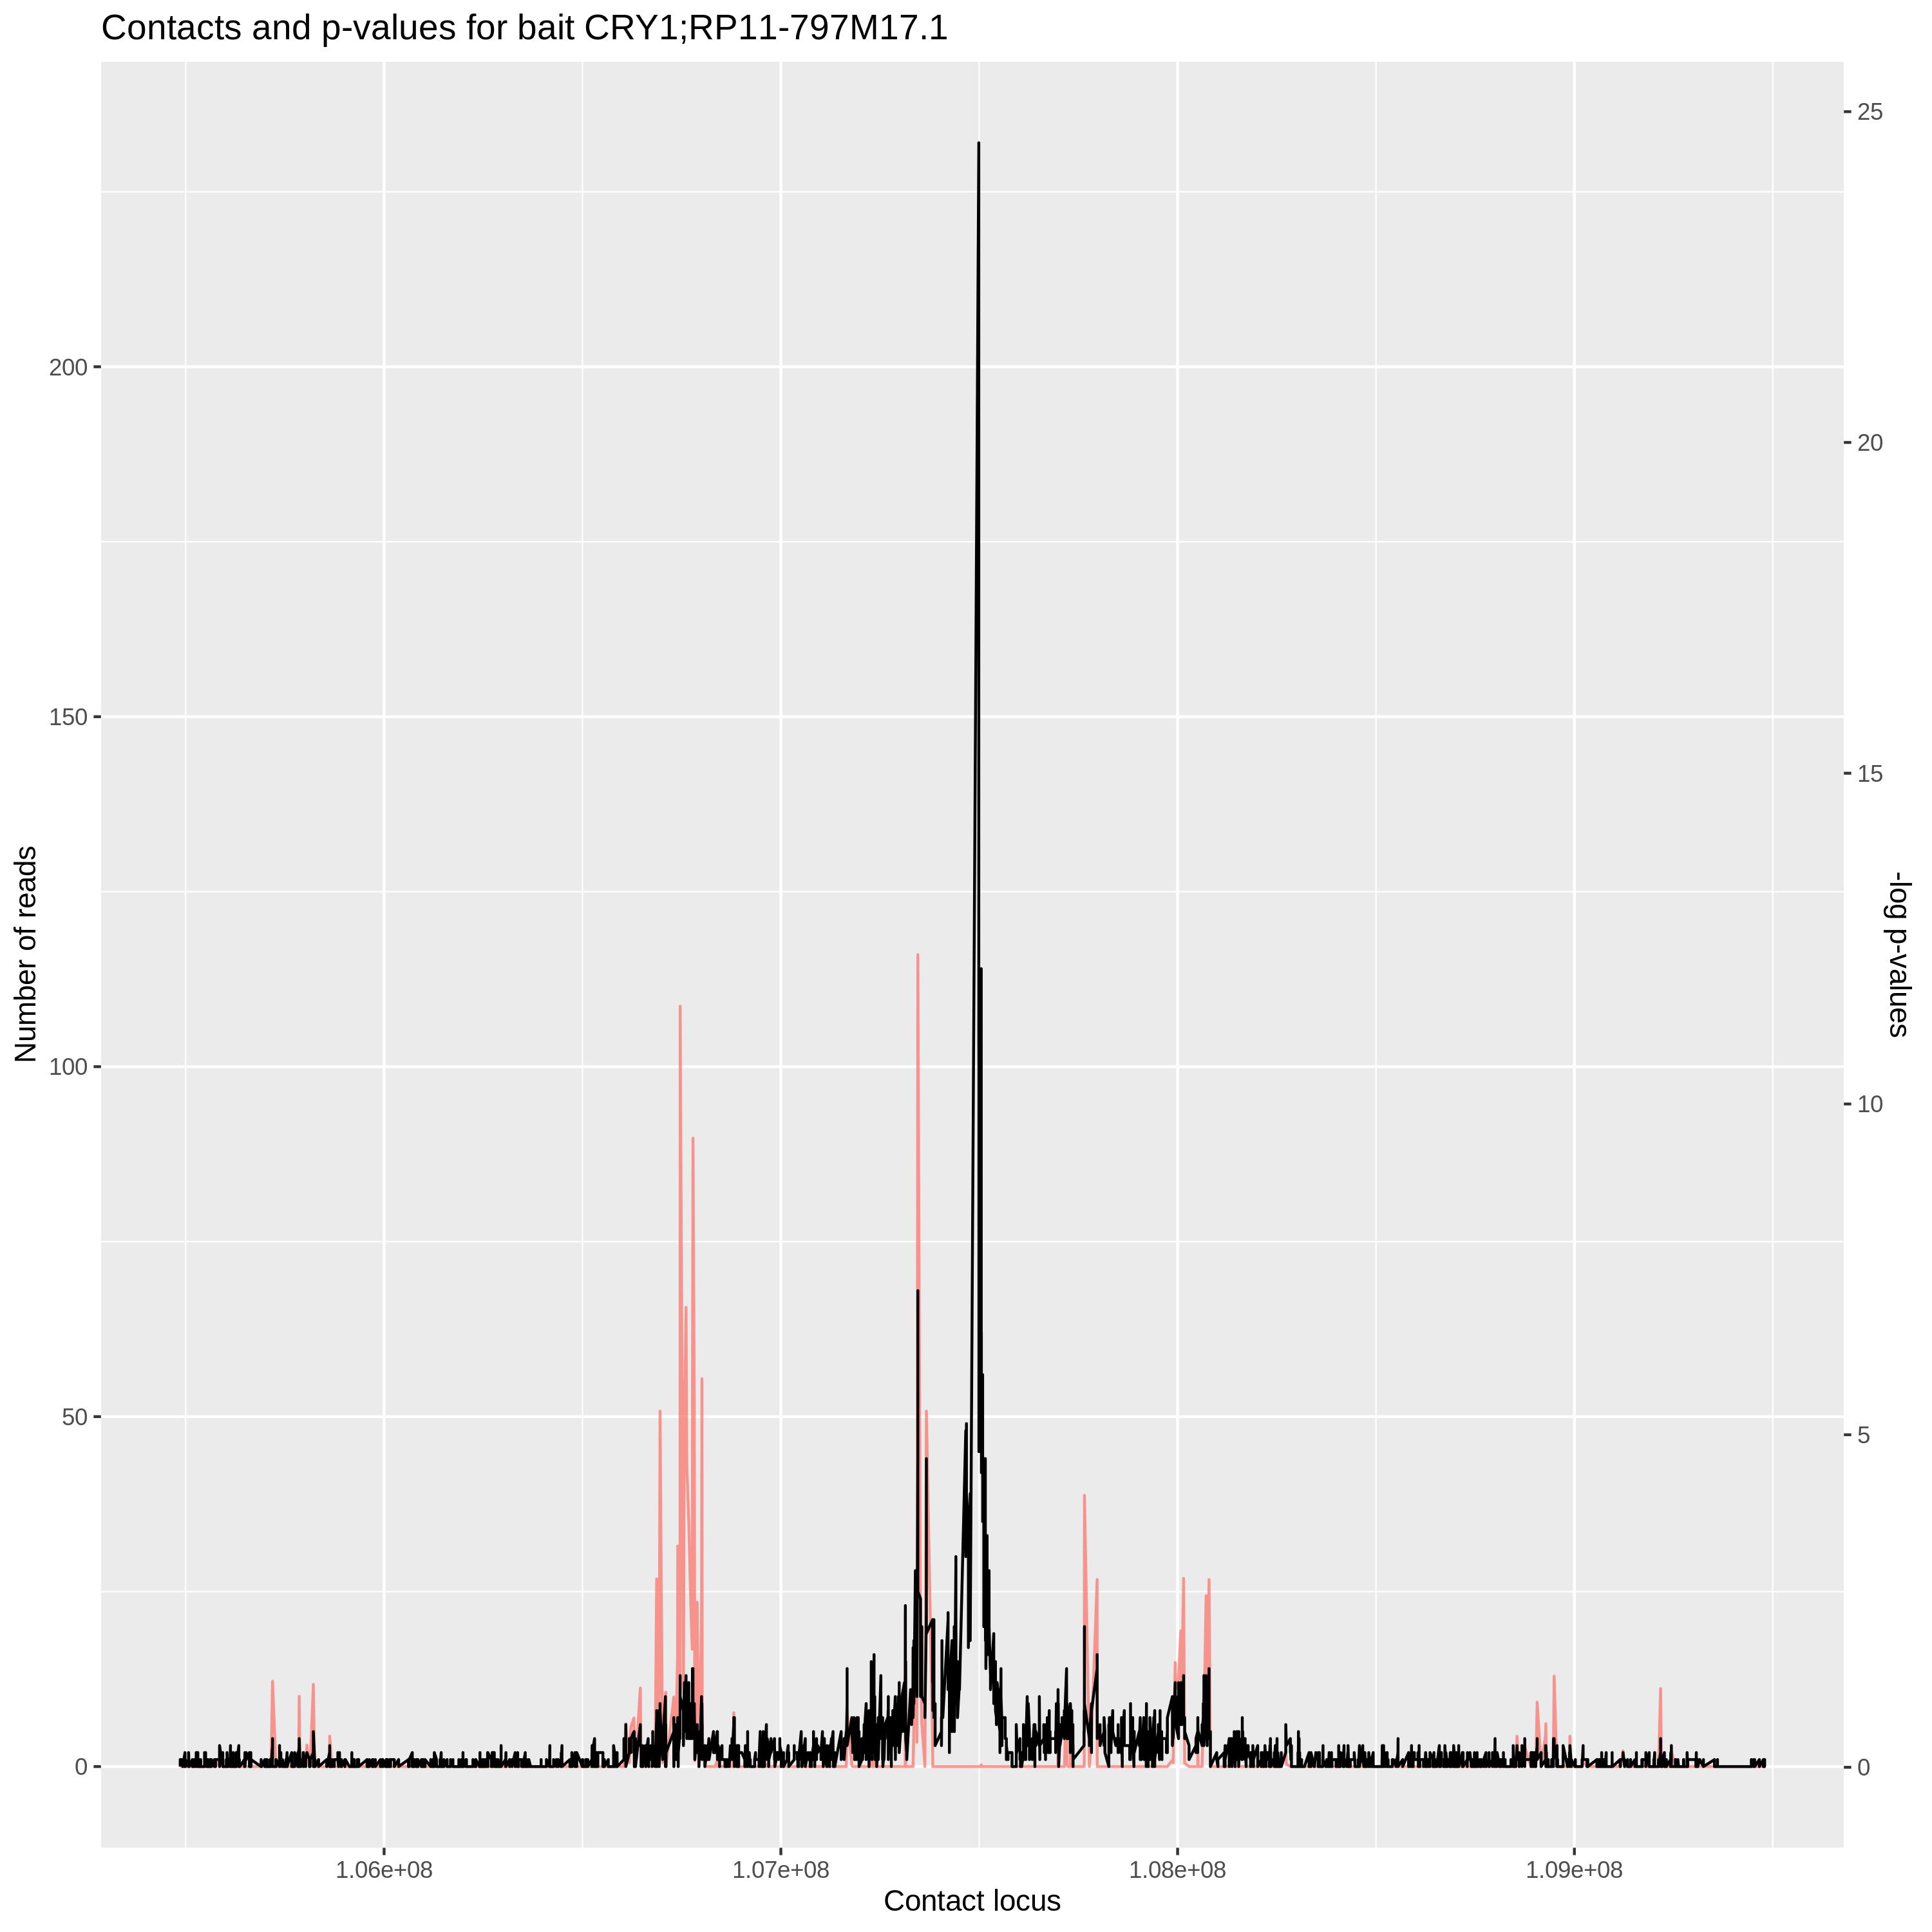 Contacts and p-values for bait CRY1;RP11-797M17.1
Number of reads
200
150
100
50
0
25
20
15
10
5
0
-log p-values
1.06e+08
1.07e+08
1.08e+08
1.09e+08
Contact locus